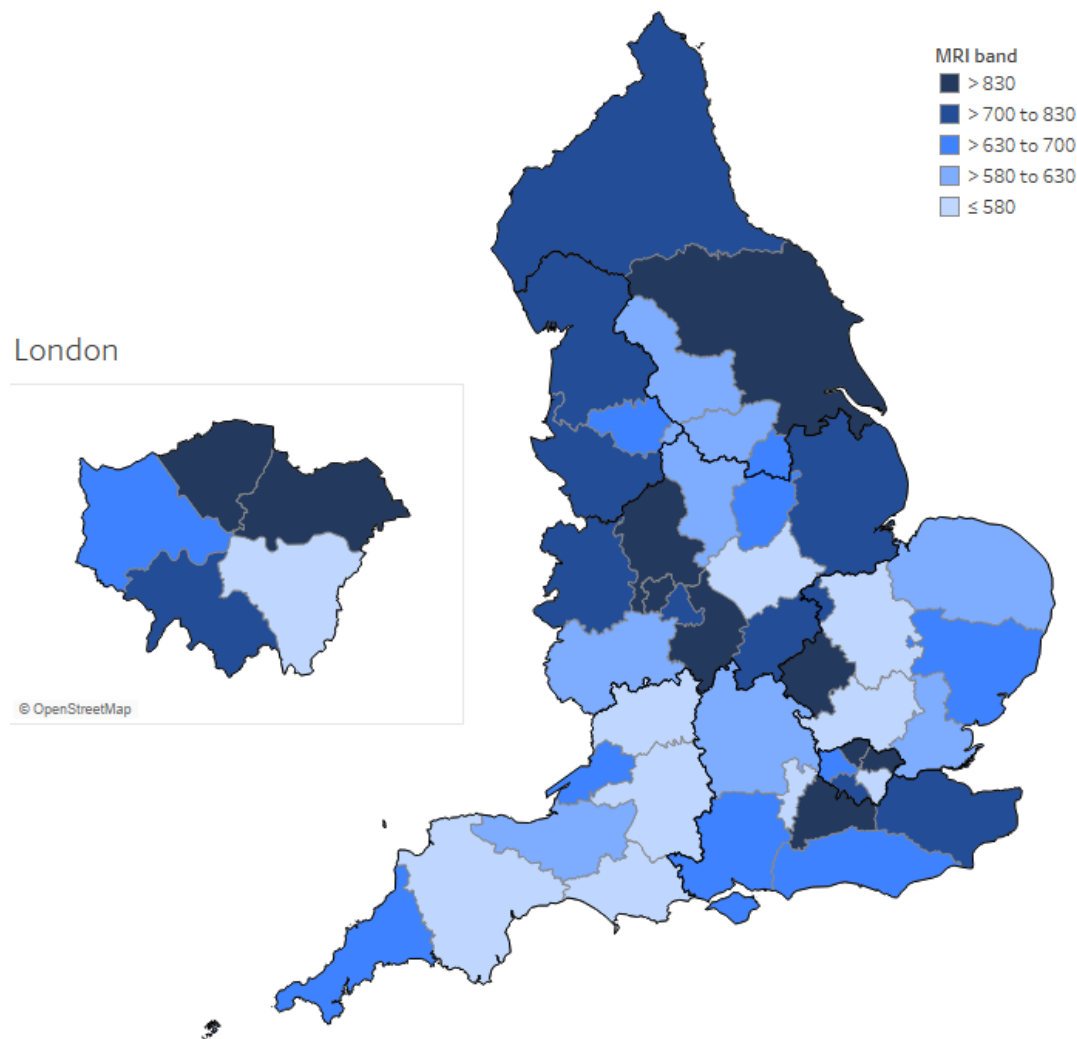 MRI band
> 830
> 700 to 830
> 630 to 700
> 580 to 630
≤ 580
London
© OpenStreetMap